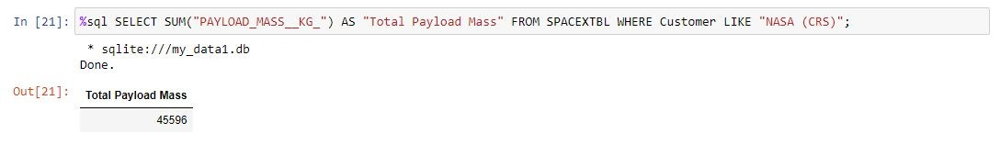 In [21]: %sql SELECT SUM("PAYLOAD_MASS__KG_") AS "Total Payload Mass" FROM SPACEXTBL WHERE Customer LIKE "NASA (CRS)";
* sqlite:///my_data1.db
Done.
Out[21]: Total Payload Mass
45596